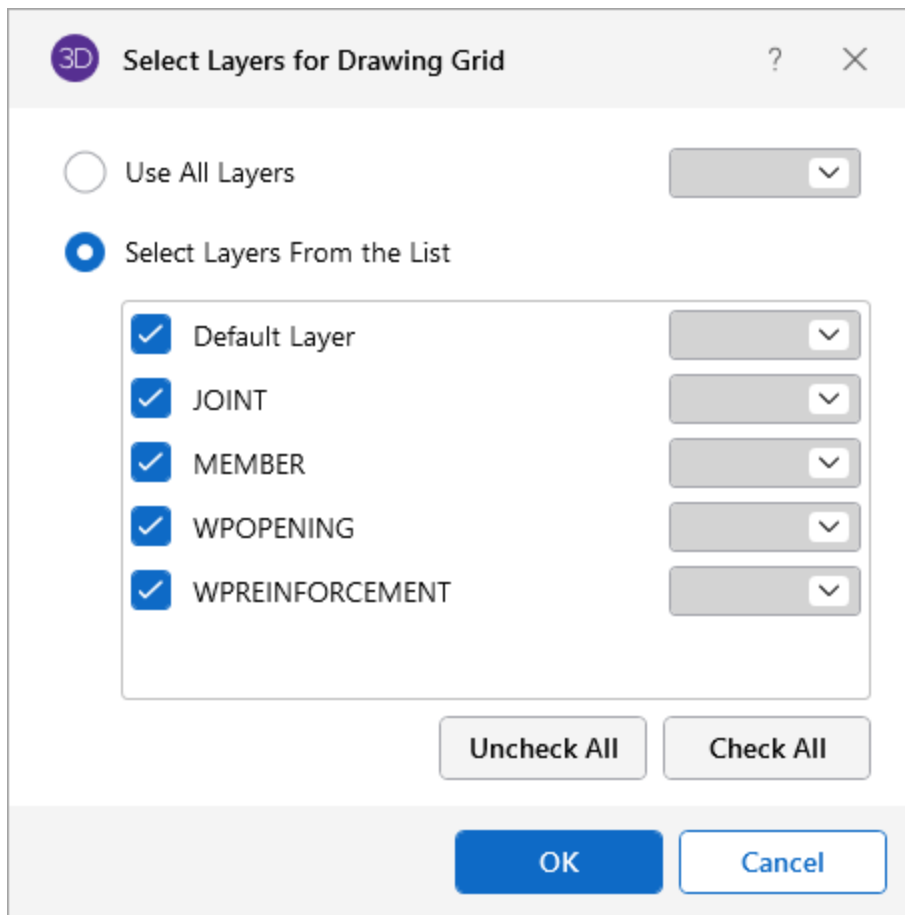 3D Select Layers for Drawing Grid ?
Use All Layers
Select Layers From the List
Default Layer
JOINT
MEMBER
WPOPENING
WPREINFORCEMENT
Uncheck All Check All
OK Cancel